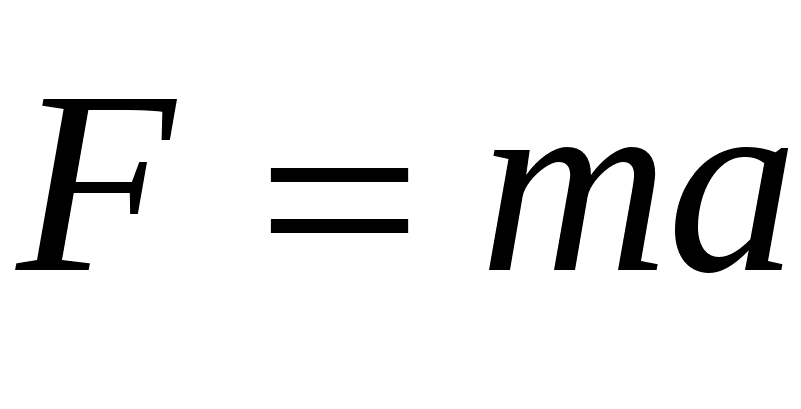 F = ma